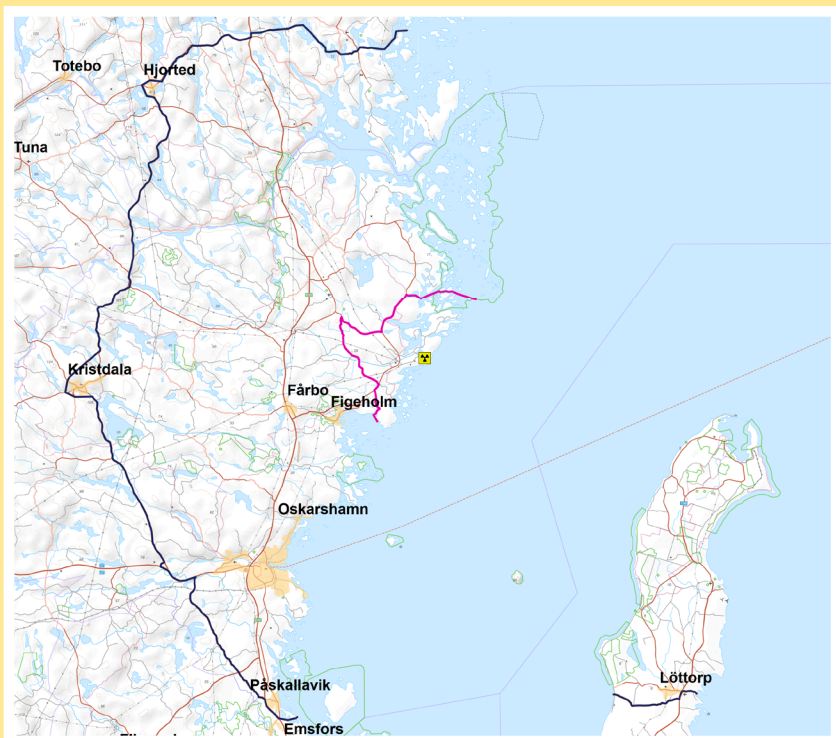 Totebo
Hjorted
Tuna
Kristdala
Fårbo
Figeholm
Oskarshamn
Löttorp
Påskallavik
Emsfors